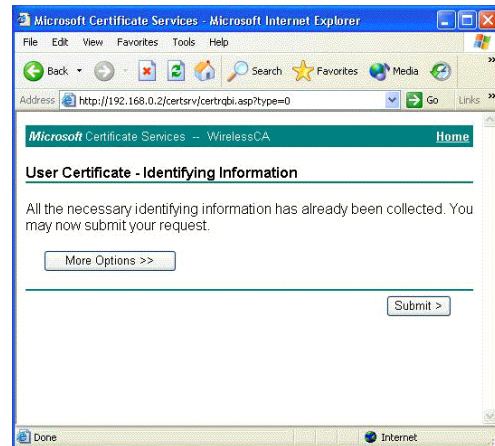 Microsoft Certificate Services - Microsoft Internet Explorer
File Edit View Favorites Tools Help
Back Search Favorites Media »
Address http://192.168.0.2/certsrv/certrqbi.asp?type=0 Go Links »
Microsoft Certificate Services -- WirelessCA Home
User Certificate - Identifying Information
All the necessary identifying information has already been collected. You
may now submit your request.
More Options >>
Submit >
Done Internet